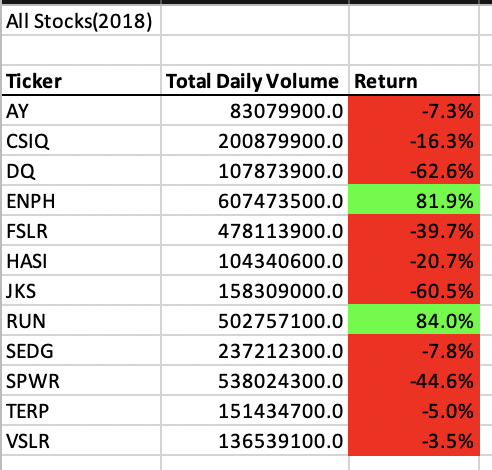 All Stocks(2018)
Ticker Total Daily Volume Return
AY 83079900.0 -7.3%
CSIQ 200879900.0 -16.3%
DQ 107873900.0 -62.6%
ENPH 607473500.0 81.9%
FSLR 478113900.0 -39.7%
HASI 104340600.0 -20.7%
JKS 158309000.0 -60.5%
RUN 502757100.0 84.0%
SEDG 237212300.0 -7.8%
SPWR 538024300.0 -44.6%
TERP 151434700.0 -5.0%
VSLR 136539100.0 -3.5%